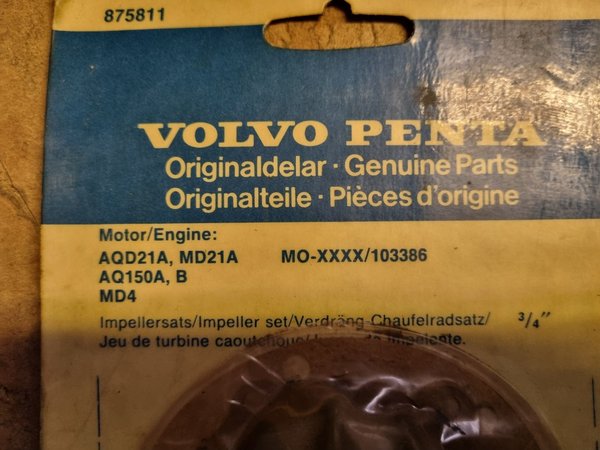 875811
VOLVO PENTA
Originaldelar · Genuine Parts
Originalteile · Pièces d'origine
Motor/Engine:
AQD21A, MD21A MO-XXXX/103386
AQ150A, B
MD4
Impellersats/Impeller set/Verdräng-Chaufelradsatz/ 3/4"
Jeu de turbine caoutchouc/